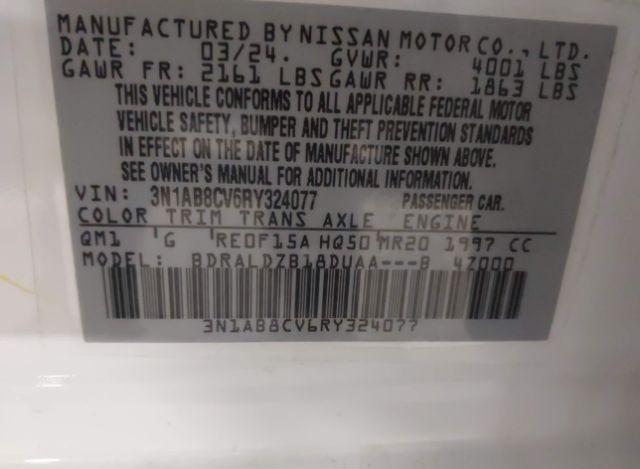 MANUFACTURED BY NISSAN MOTOR CO., LTD.
DATE: 03/24. GVWR: 4001 LBS
GAWR FR: 2161 LBS GAWR RR: 1863 LBS
THIS VEHICLE CONFORMS TO ALL APPLICABLE FEDERAL MOTOR
VEHICLE SAFETY, BUMPER AND THEFT PREVENTION STANDARDS
IN EFFECT ON THE DATE OF MANUFACTURE SHOWN ABOVE.
SEE OWNER'S MANUAL FOR ADDITIONAL INFORMATION.
VIN: 3N1AB8CV6RY324077 PASSENGER CAR.
COLOR TRIM TRANS AXLE ENGINE
QM1 'G RE0F15A HQ50 MR20 1997 CC
MODEL: BDRALDZB18DUAA---B 47000
3N1AB8CV6RY324077